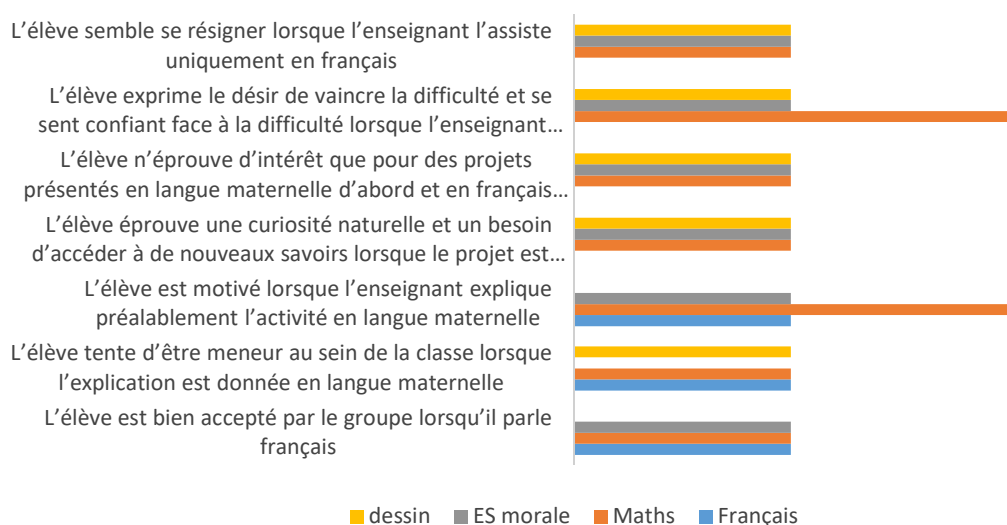 L’élève semble se résigner lorsque l’enseignant l’assiste
uniquement en français
L’élève exprime le désir de vaincre la difficulté et se
sent confiant face à la difficulté lorsque l’enseignant…
L’élève n’éprouve d’intérêt que pour des projets
présentés en langue maternelle d’abord et en français…
L’élève éprouve une curiosité naturelle et un besoin
d’accéder à de nouveaux savoirs lorsque le projet est…
L’élève est motivé lorsque l’enseignant explique
préalablement l’activité en langue maternelle
L’élève tente d’être meneur au sein de la classe lorsque
l’explication est donnée en langue maternelle
L’élève est bien accepté par le groupe lorsqu’il parle
français
dessin ES morale Maths Français